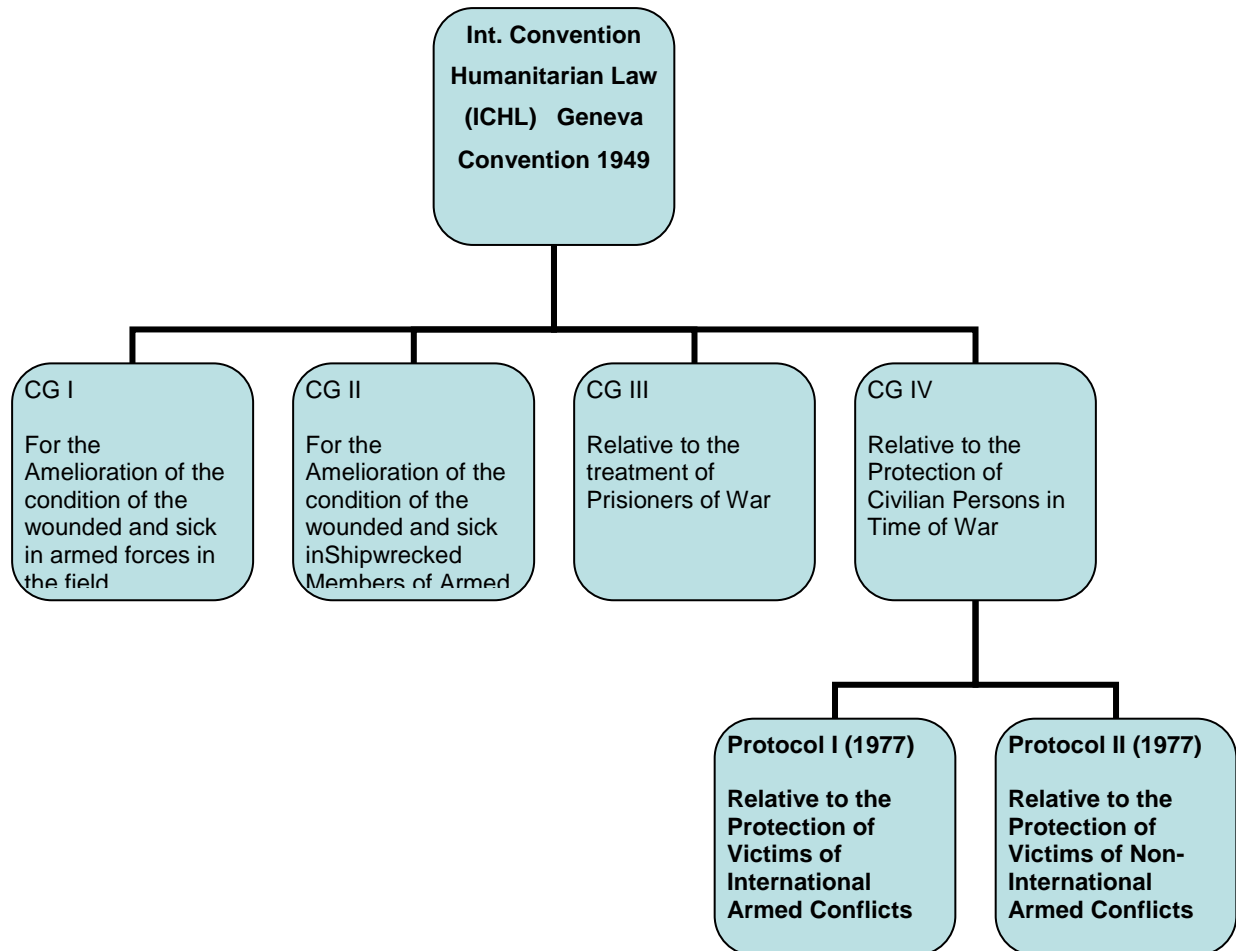 Int. Convention
Humanitarian Law
(ICHL) Geneva
Convention 1949
CG I
For the
Amelioration of the
condition of the
wounded and sick
in armed forces in
the field
CG II
For the
Amelioration of the
condition of the
wounded and sick
inShipwrecked
Members of Armed
CG III
Relative to the
treatment of
Prisioners of War
CG IV
Relative to the
Protection of
Civilian Persons in
Time of War
Protocol I (1977)
Relative to the
Protection of
Victims of
International
Armed Conflicts
Protocol II (1977)
Relative to the
Protection of
Victims of Non-
International
Armed Conflicts